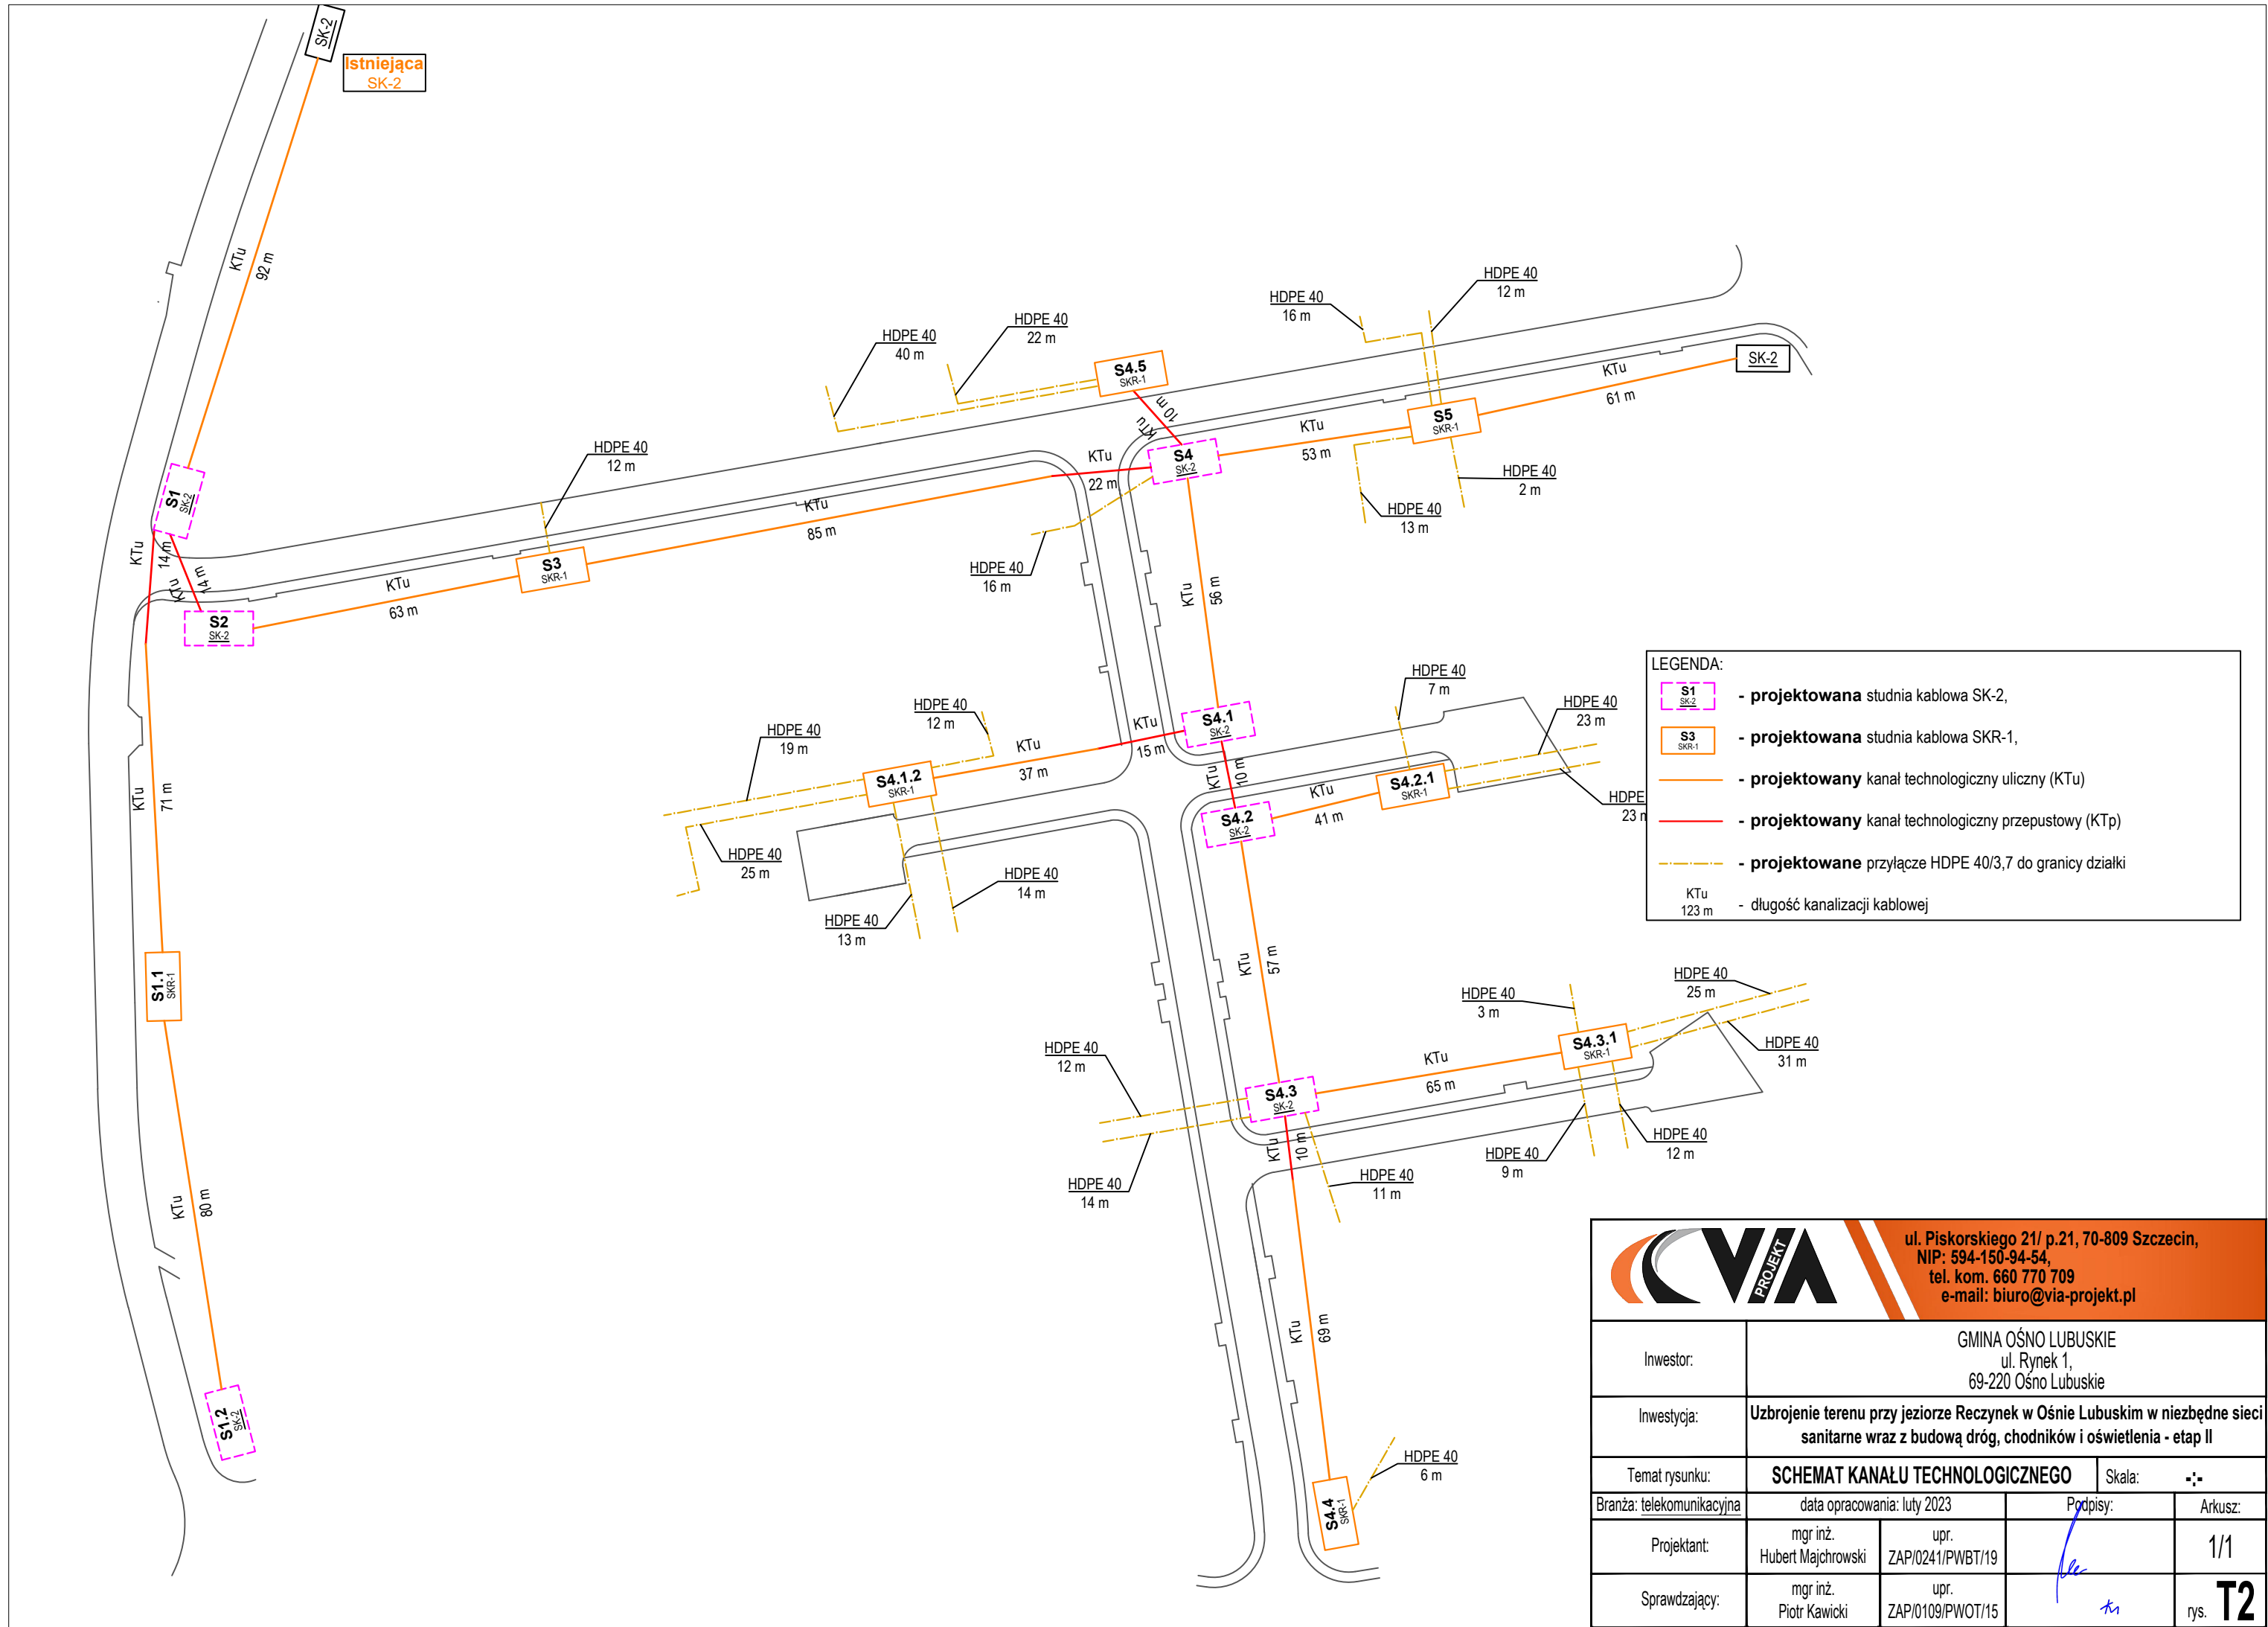 SK-2
Istniejąca
SK-2
KTu
92 m
S1
SK-2
KTu
14 m
KTu
14 m
S2
SK-2
KTu
63 m
HDPE 40
12 m
S3
SKR-1
KTu
85 m
HDPE 40
40 m
HDPE 40
22 m
S4.5
SKR-1
10 m
KTu
KTu
22 m
S4
SK-2
HDPE 40
16 m
KTu
53 m
HDPE 40
16 m
HDPE 40
12 m
S5
SKR-1
KTu
61 m
SK-2
HDPE 40
2 m
HDPE 40
13 m
KTu
56 m
KTu
71 m
S1.1
SKR-1
KTu
80 m
S1.2
SK-2
HDPE 40
19 m
HDPE 40
12 m
S4.1.2
SKR-1
KTu
37 m
KTu
15 m
S4.1
SK-2
HDPE 40
25 m
HDPE 40
13 m
HDPE 40
14 m
KTu
10 m
S4.2
SK-2
KTu
41 m
HDPE 40
7 m
S4.2.1
SKR-1
HDPE 40
23 m
HDPE
23 m
KTu
57 m
HDPE 40
12 m
HDPE 40
14 m
S4.3
SK-2
KTu
65 m
HDPE 40
3 m
S4.3.1
SKR-1
HDPE 40
25 m
HDPE 40
31 m
HDPE 40
12 m
HDPE 40
9 m
KTu
10 m
HDPE 40
11 m
KTu
69 m
HDPE 40
6 m
S4.4
SKR-1
LEGENDA:
S1
SK-2
- projektowana studnia kablowa SK-2,
S3
SKR-1
- projektowana studnia kablowa SKR-1,
- projektowany kanał technologiczny uliczny (KTu)
- projektowany kanał technologiczny przepustowy (KTp)
- projektowane przyłącze HDPE 40/3,7 do granicy działki
KTu
123 m
- długość kanalizacji kablowej
VIA
PROJEKT
ul. Piskorskiego 21/ p.21, 70-809 Szczecin,
NIP: 594-150-94-54,
tel. kom. 660 770 709
e-mail: biuro@via-projekt.pl
Inwestor:
GMINA OŚNO LUBUSKIE
ul. Rynek 1,
69-220 Ośno Lubuskie
Inwestycja:
Uzbrojenie terenu przy jeziorze Reczynek w Ośnie Lubuskim w niezbędne sieci
sanitarne wraz z budową dróg, chodników i oświetlenia - etap II
Temat rysunku:
SCHEMAT KANAŁU TECHNOLOGICZNEGO
Skala: -:-
Branża: telekomunikacyjna
data opracowania: luty 2023
Podpisy:
Arkusz:
Projektant:
mgr inż.
Hubert Majchrowski
upr.
ZAP/0241/PWBT/19
1/1
Sprawdzający:
mgr inż.
Piotr Kawicki
upr.
ZAP/0109/PWOT/15
rys. T2